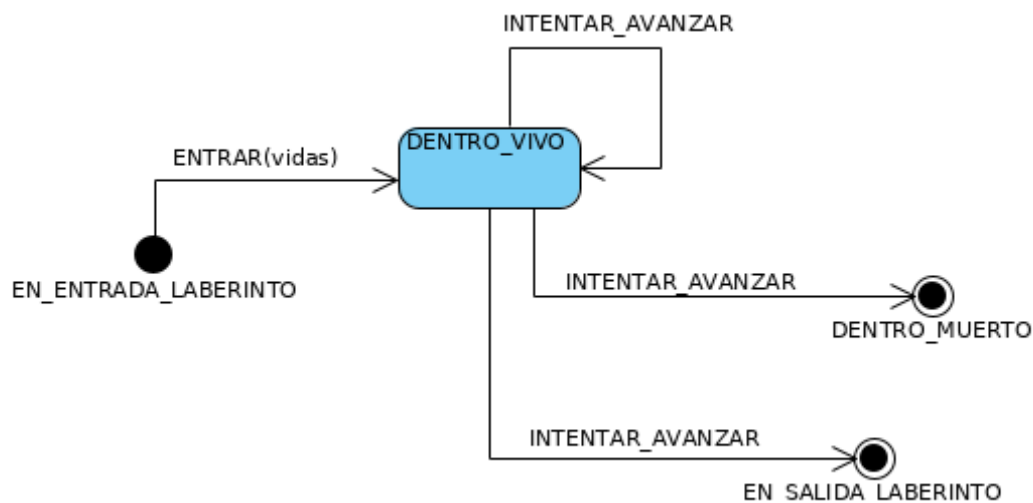 INTENTAR_AVANZAR
DENTRO_VIVO
ENTRAR(vidas)
EN_ENTRADA_LABERINTO
INTENTAR_AVANZAR
DENTRO_MUERTO
INTENTAR_AVANZAR
EN_SALIDA_LABERINTO